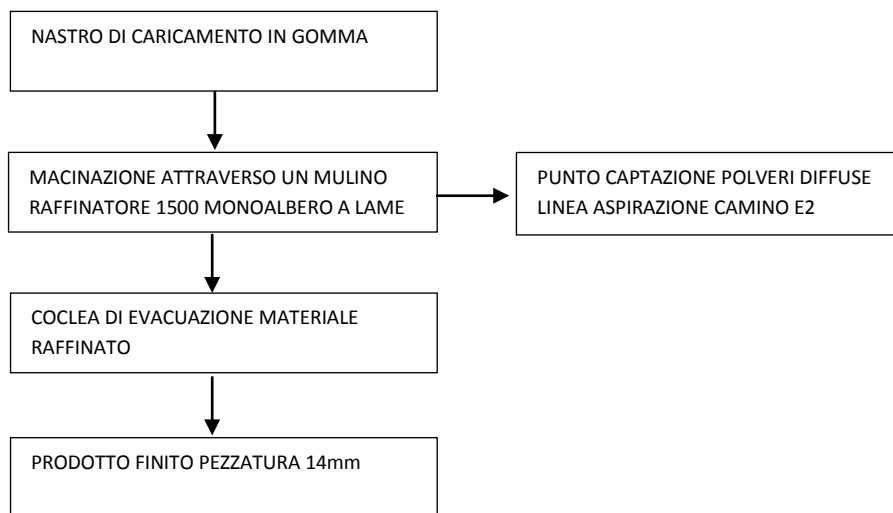 NASTRO DI CARICAMENTO IN GOMMA
MACINAZIONE ATTRAVERSO UN MULINO
RAFFINATORE 1500 MONOALBERO A LAME
PUNTO CAPTAZIONE POLVERI DIFFUSE
LINEA ASPIRAZIONE CAMINO E2
COCLEA DI EVACUAZIONE MATERIALE
RAFFINATO
PRODOTTO FINITO PEZZATURA 14mm